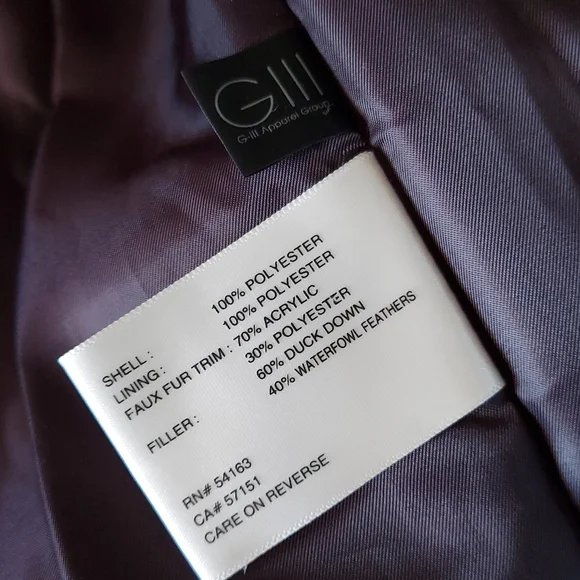 GIII
G-III Apparel Group
SHELL : 100% POLYESTER
LINING : 100% POLYESTER
FAUX FUR TRIM : 70% ACRYLIC
30% POLYESTER
FILLER : 60% DUCK DOWN
40% WATERFOWL FEATHERS
RN# 54163
CA# 57151
CARE ON REVERSE